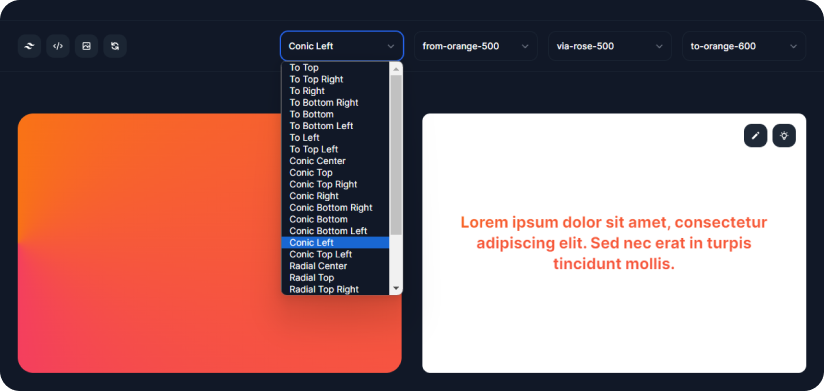 Conic Left
from-orange-500
via-rose-500
to-orange-600
To Top
To Top Right
To Right
To Bottom Right
To Bottom
To Bottom Left
To Left
To Top Left
Conic Center
Conic Top
Conic Top Right
Conic Right
Conic Bottom Right
Conic Bottom
Conic Bottom Left
Conic Left
Conic Top Left
Radial Center
Radial Top
Radial Top Right
Lorem ipsum dolor sit amet, consectetur
adipiscing elit. Sed nec erat in turpis
tincidunt mollis.